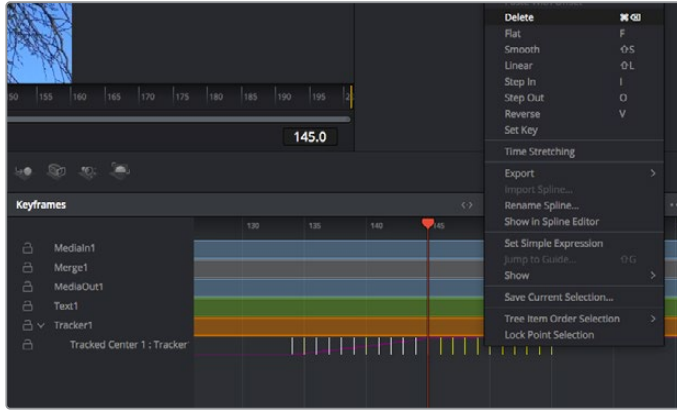 Delete ⌘⌫
Flat F
Smooth ⇧S
Linear ⇧L
Step In I
Step Out O
Reverse V
Set Key
Time Stretching
Export >
Import Spline...
Rename Spline...
Show in Spline Editor
Set Simple Expression
Jump to Guide... ⇧G
Show >
Save Current Selection...
Tree Item Order Selection >
Lock Point Selection
50 155 160 165 170 175 180 185 190 195
145.0
Keyframes
130 135 140 145
MediaIn1
Merge1
MediaOut1
Text1
Tracker1
Tracked Center 1 : Tracker